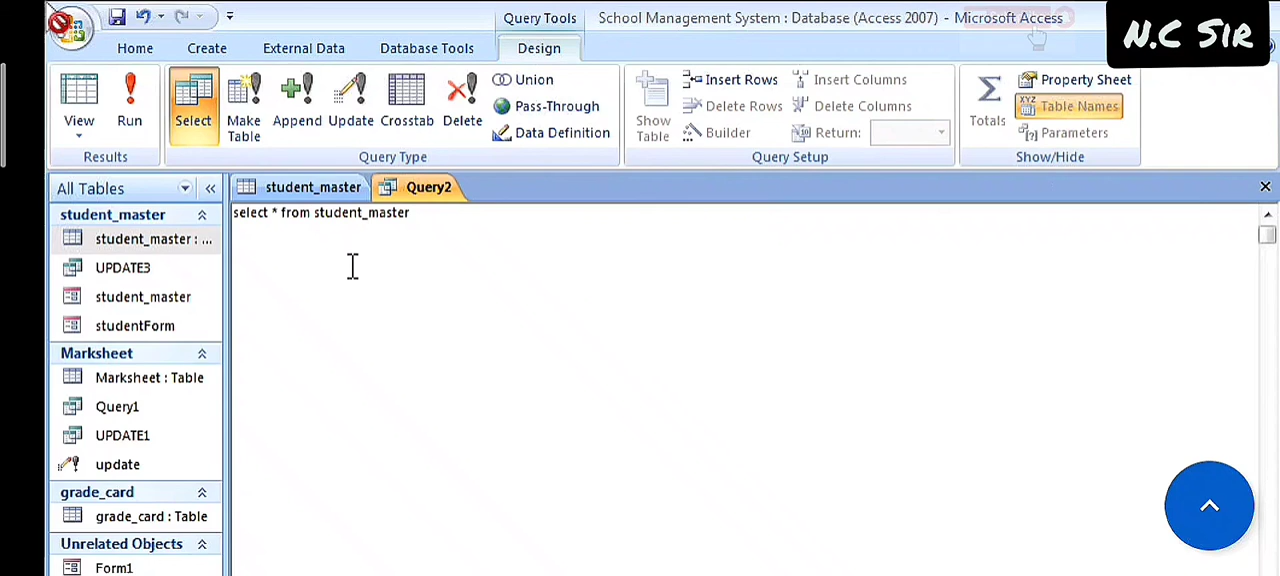 Query Tools
School Management System : Database (Access 2007) - Microsoft Access
N.C SIR
Home
Create
External Data
Database Tools
Design
View
Run
Select
Make Table
Append
Update
Crosstab
Delete
Union
Pass-Through
Data Definition
Show Table
Insert Rows
Delete Rows
Builder
Insert Columns
Delete Columns
Return:
Totals
Property Sheet
Table Names
Parameters
Results
Query Type
Query Setup
Show/Hide
All Tables
student_master
Query2
student_master
student_master : ...
UPDATE3
student_master
studentForm
Marksheet
Marksheet : Table
Query1
UPDATE1
update
grade_card
grade_card : Table
Unrelated Objects
Form1
select * from student_master